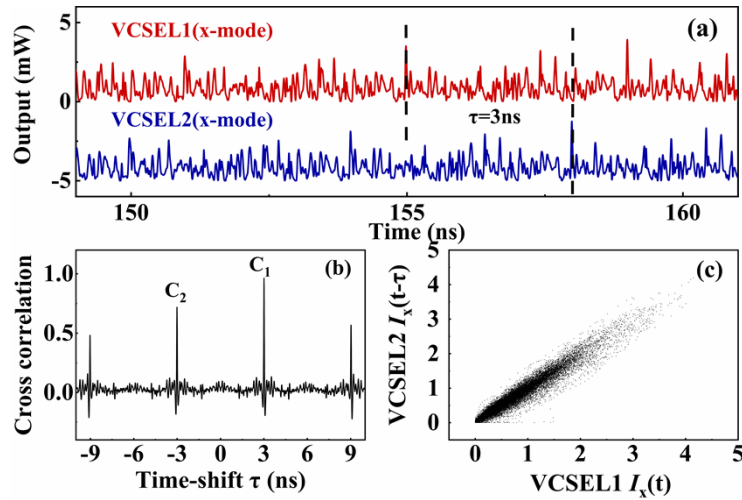 (a)
VCSEL1(x-mode)
VCSEL2(x-mode)
τ=3ns
Output (mW)
5
0
-5
150 155 160
Time (ns)
(b)
C₂ C₁
Cross correlation
1.0
0.5
0.0
-9 -6 -3 0 3 6 9
Time-shift τ (ns)
(c)
VCSEL2 Iₓ(t-τ)
5
4
3
2
1
0
0 1 2 3 4 5
VCSEL1 Iₓ(t)